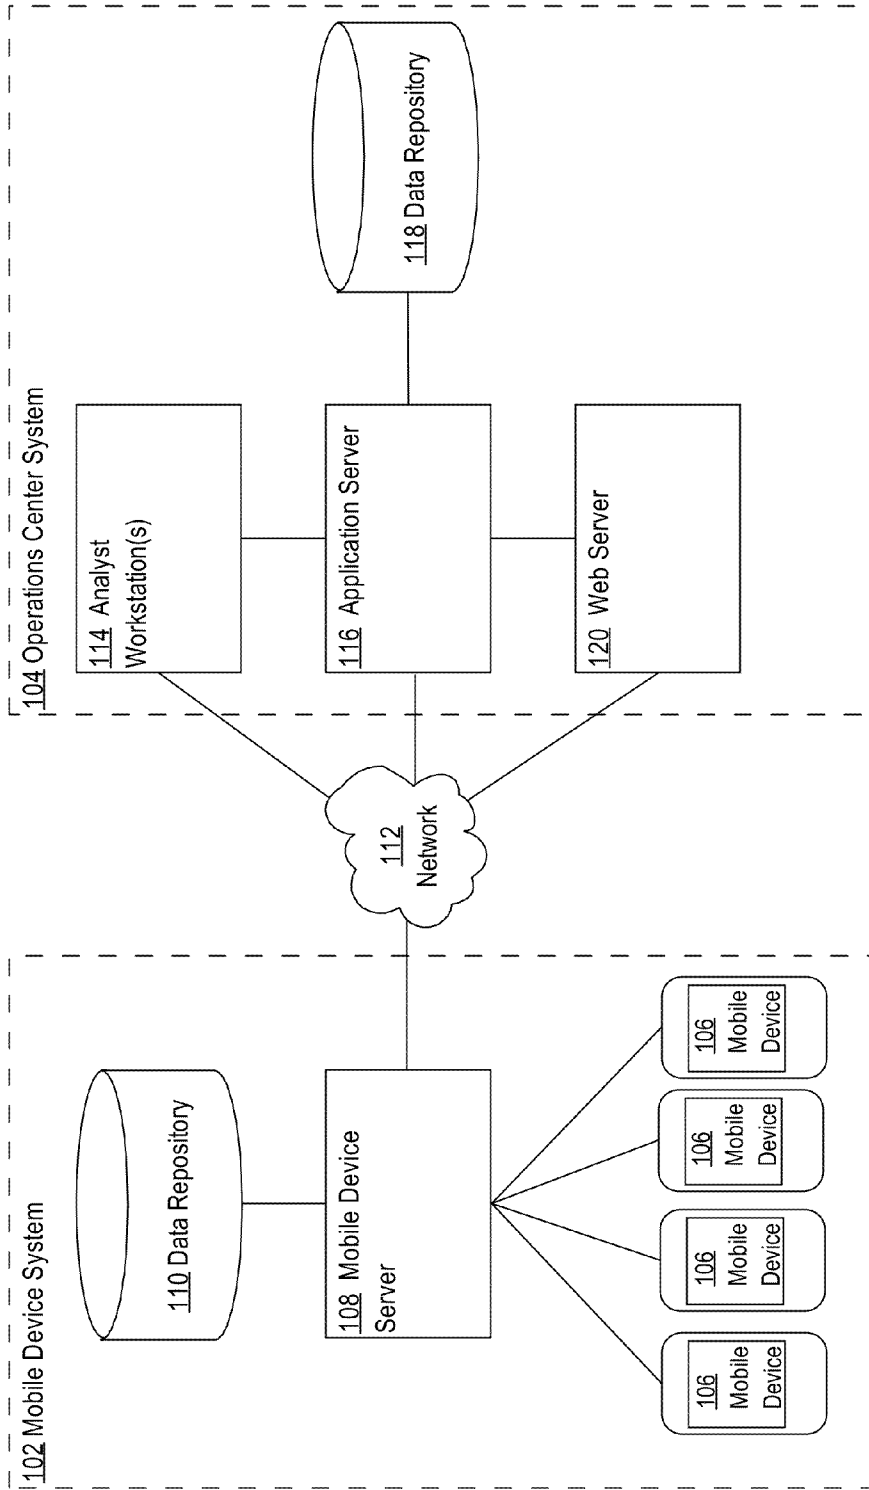 102 Mobile Device System
110 Data Repository
108 Mobile Device
Server
106
Mobile
Device
106
Mobile
Device
106
Mobile
Device
106
Mobile
Device
112
Network
104 Operations Center System
114 Analyst
Workstation(s)
116 Application Server
120 Web Server
118 Data Repository